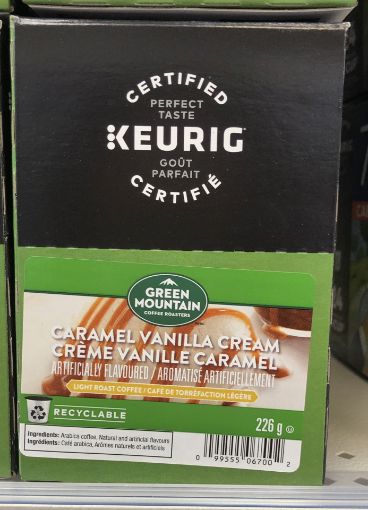 CERTIFIED
PERFECT
TASTE
KEURIG
GOÛT
PARFAIT
CERTIFIÉ
GREEN
MOUNTAIN
COFFEE ROASTERS
CARAMEL VANILLA CREAM
CRÈME VANILLE CARAMEL
ARTIFICIALLY FLAVOURED / AROMATISÉ ARTIFICIELLEMENT
LIGHT ROAST COFFEE / CAFÉ DE TORRÉFACTION LÉGÈRE
RECYCLABLE
226 g
Ingredients: Arabica coffee, Natural and artificial flavours
Ingrédients: Café arabica, Arômes naturels et artificiels
0 99555 06700 2